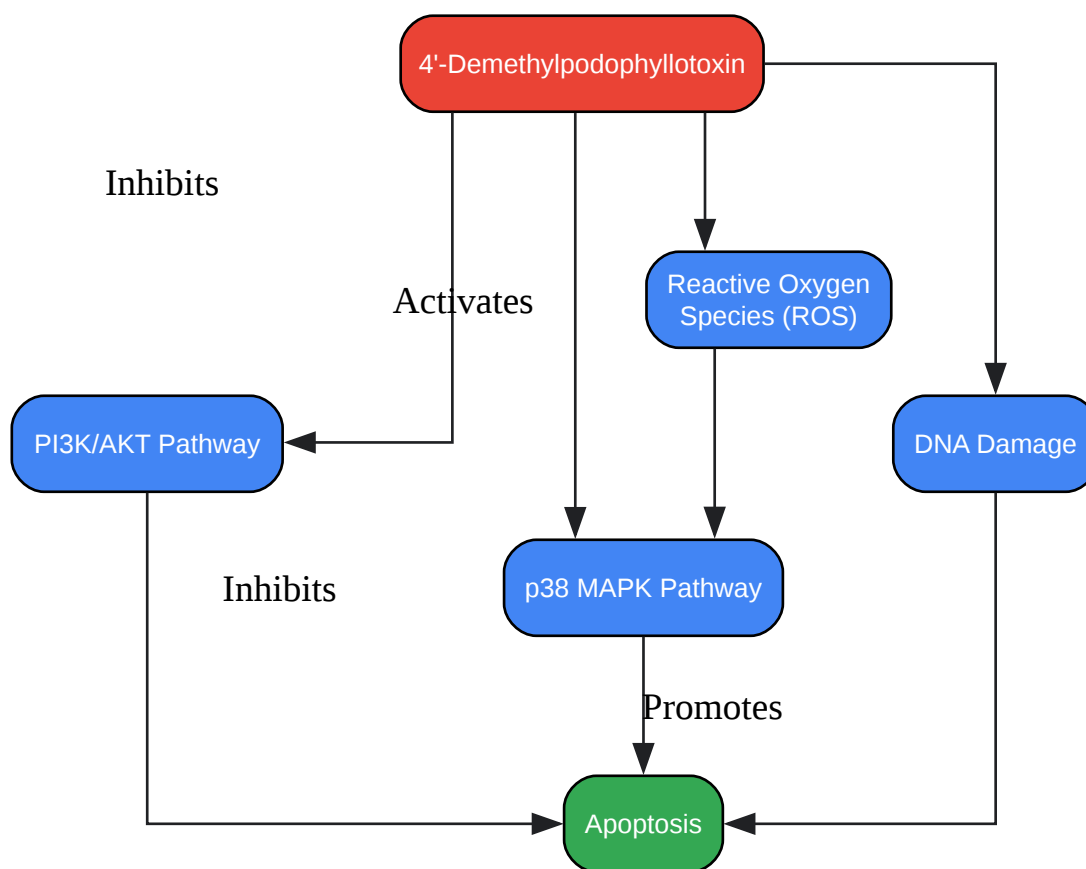 4'-Demethylpodophyllotoxin
Inhibits
Activates
Reactive Oxygen
Species (ROS)
PI3K/AKT Pathway
DNA Damage
Inhibits
p38 MAPK Pathway
Promotes
Apoptosis